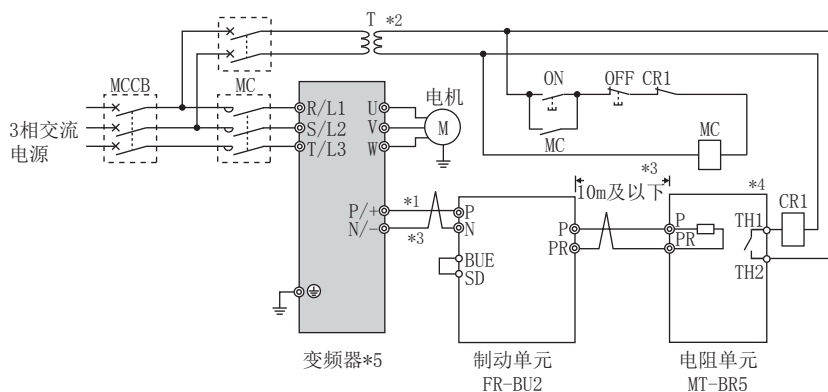 T *2
MCCB
MC
ON
OFF
CR1
MC
MC
3相交流
电源
R/L1
S/L2
T/L3
U
V
W
电机
M
*3
10m及以下
*4
P/+
N/−
*1
*3
P
N
BUE
SD
P
PR
P
PR
TH1
TH2
CR1
变频器*5
制动单元
FR-BU2
电阻单元
MT-BR5